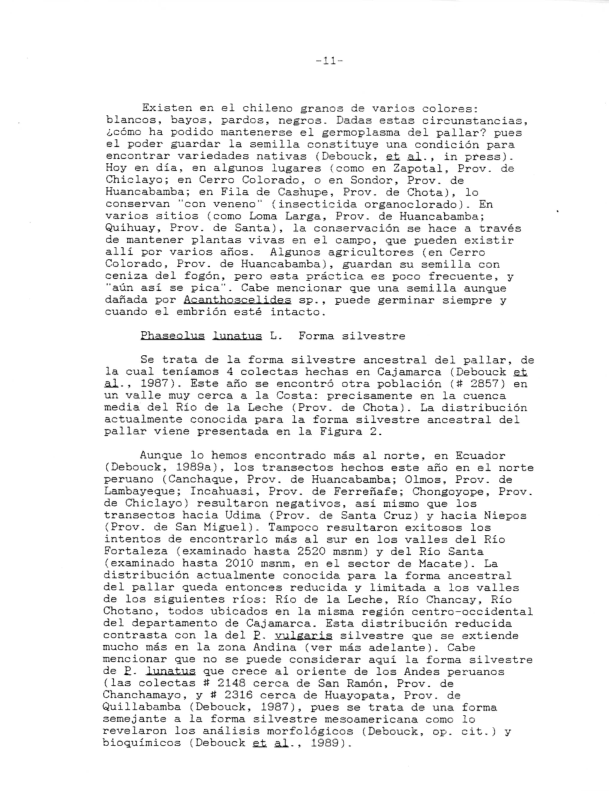 -11-
Existen en el chileno granos de varios colores:
blancos, bayos, pardos, negros. Dadas estas circunstancias,
¿cómo ha podido mantenerse el germoplasma del pallar? pues
el poder guardar la semilla constituye una condición para
encontrar variedades nativas (Debouck, et al., in press).
Hoy en día, en algunos lugares (como en Zapotal, Prov. de
Chiclayo; en Cerro Colorado, o en Sondor, Prov. de
Huancabamba; en Fila de Cashupe, Prov. de Chota), lo
conservan "con veneno" (insecticida organoclorado). En
varios sitios (como Loma Larga, Prov. de Huancabamba;
Quihuay, Prov. de Santa), la conservación se hace a través
de mantener plantas vivas en el campo, que pueden existir
allí por varios años. Algunos agricultores (en Cerro
Colorado, Prov. de Huancabamba), guardan su semilla con
ceniza del fogón, pero esta práctica es poco frecuente, y
"aún así se pica". Cabe mencionar que una semilla aunque
dañada por Acanthoscelides sp., puede germinar siempre y
cuando el embrión esté intacto.
Phaseolus lunatus L. Forma silvestre
Se trata de la forma silvestre ancestral del pallar, de
la cual teníamos 4 colectas hechas en Cajamarca (Debouck et
al., 1987). Este año se encontró otra población (# 2857) en
un valle muy cerca a la Costa: precisamente en la cuenca
media del Río de la Leche (Prov. de Chota). La distribución
actualmente conocida para la forma silvestre ancestral del
pallar viene presentada en la Figura 2.
Aunque lo hemos encontrado más al norte, en Ecuador
(Debouck, 1989a), los transectos hechos este año en el norte
peruano (Canchaque, Prov. de Huancabamba; Olmos, Prov. de
Lambayeque; Incahuasi, Prov. de Ferreñafe; Chongoyope, Prov.
de Chiclayo) resultaron negativos, así mismo que los
transectos hacia Udima (Prov. de Santa Cruz) y hacia Niepos
(Prov. de San Miguel). Tampoco resultaron exitosos los
intentos de encontrarlo más al sur en los valles del Río
Fortaleza (examinado hasta 2520 msnm) y del Río Santa
(examinado hasta 2010 msnm, en el sector de Macate). La
distribución actualmente conocida para la forma ancestral
del pallar queda entonces reducida y limitada a los valles
de los siguientes ríos: Río de la Leche, Río Chancay, Río
Chotano, todos ubicados en la misma región centro-occidental
del departamento de Cajamarca. Esta distribución reducida
contrasta con la del P. vulgaris silvestre que se extiende
mucho más en la zona Andina (ver más adelante). Cabe
mencionar que no se puede considerar aquí la forma silvestre
de P. lunatus que crece al oriente de los Andes peruanos
(las colectas # 2148 cerca de San Ramón, Prov. de
Chanchamayo, y # 2316 cerca de Huayopata, Prov. de
Quillabamba (Debouck, 1987), pues se trata de una forma
semejante a la forma silvestre mesoamericana como lo
revelaron los análisis morfológicos (Debouck, op. cit.) y
bioquímicos (Debouck et al., 1989).